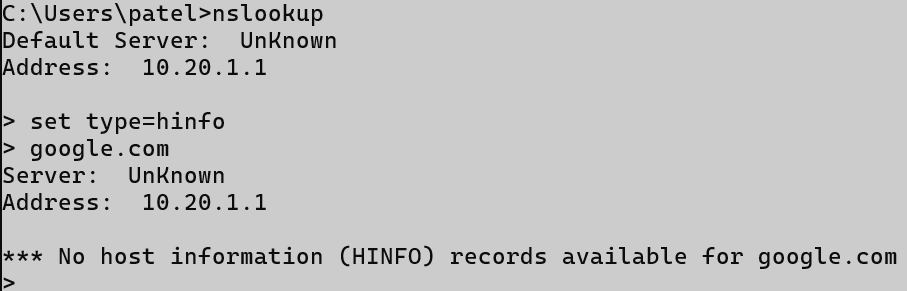 C:\Users\patel>nslookup
Default Server:  UnKnown
Address:  10.20.1.1

> set type=hinfo
> google.com
Server:  UnKnown
Address:  10.20.1.1

*** No host information (HINFO) records available for google.com
>